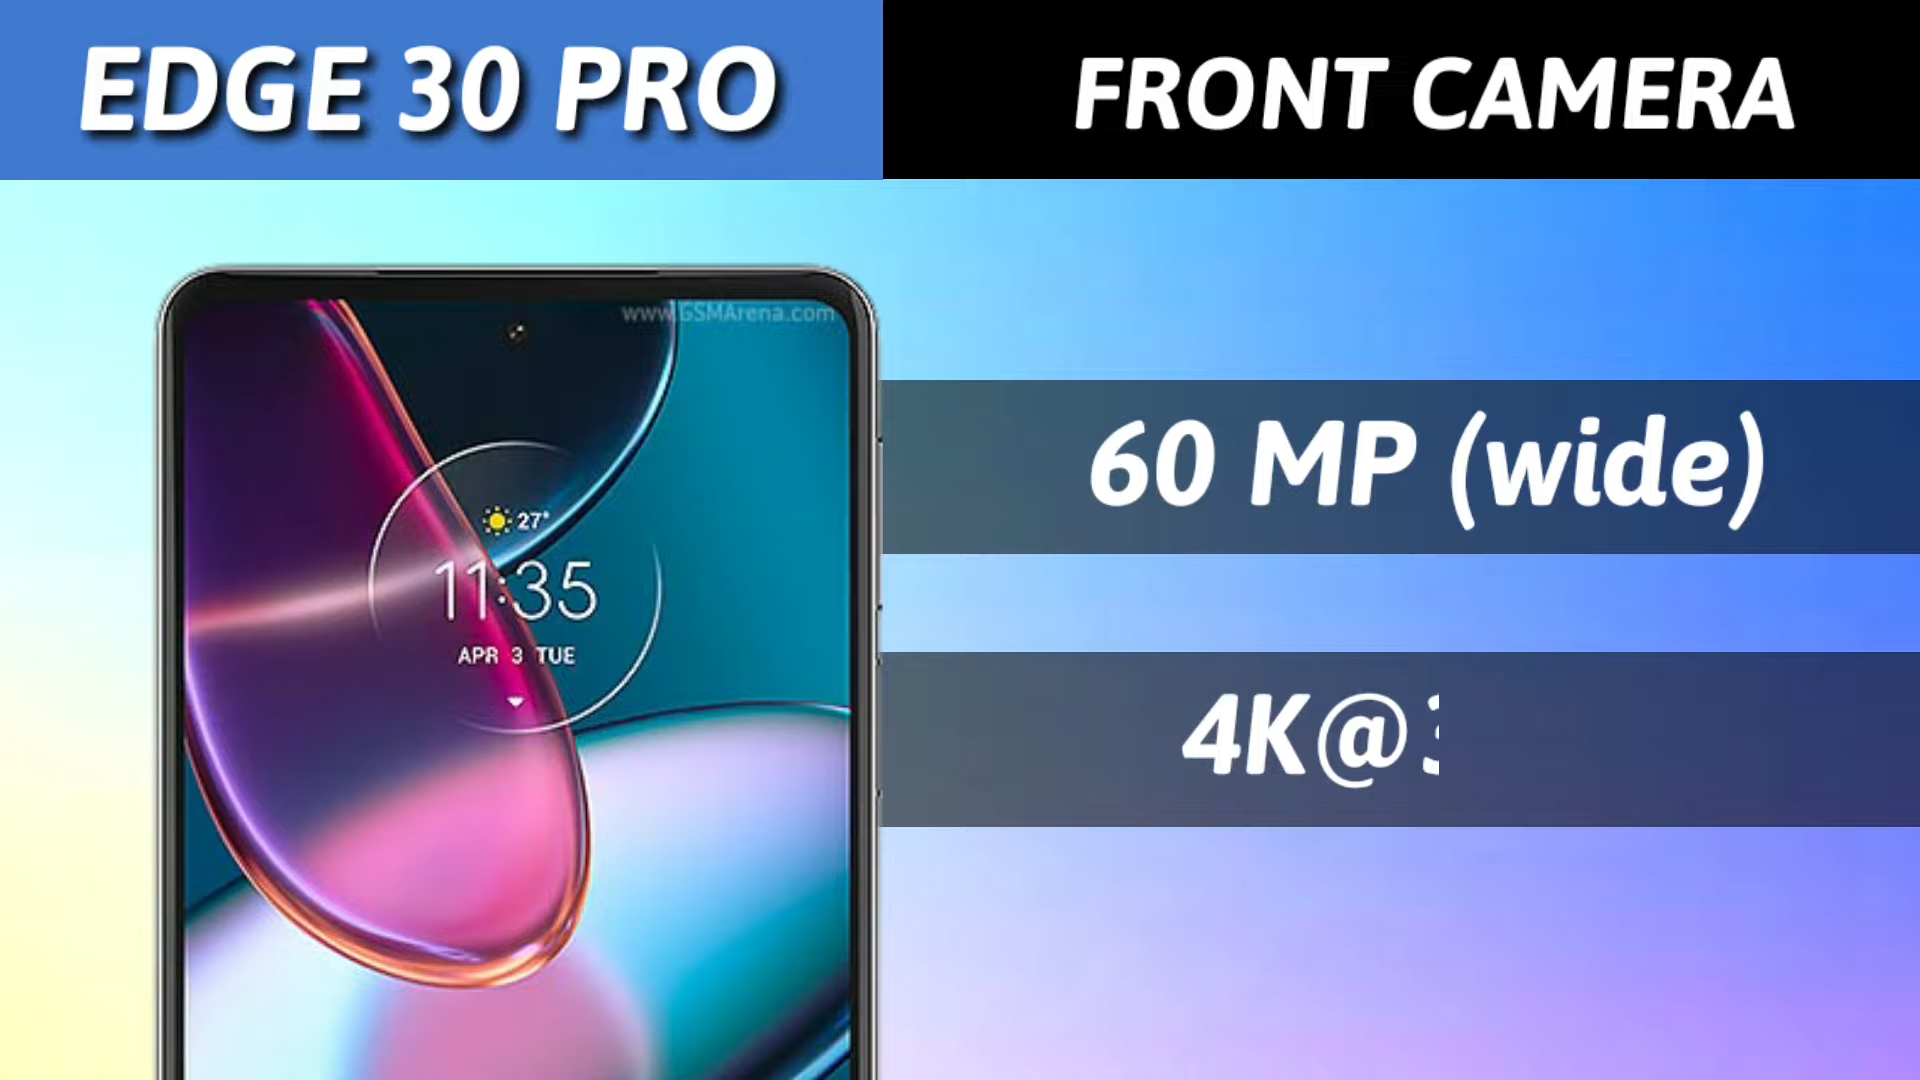 EDGE 30 PRO
FRONT CAMERA
www.GSMArena.com
27°
11:35
APR 3 TUE
60 MP (wide)
4K@